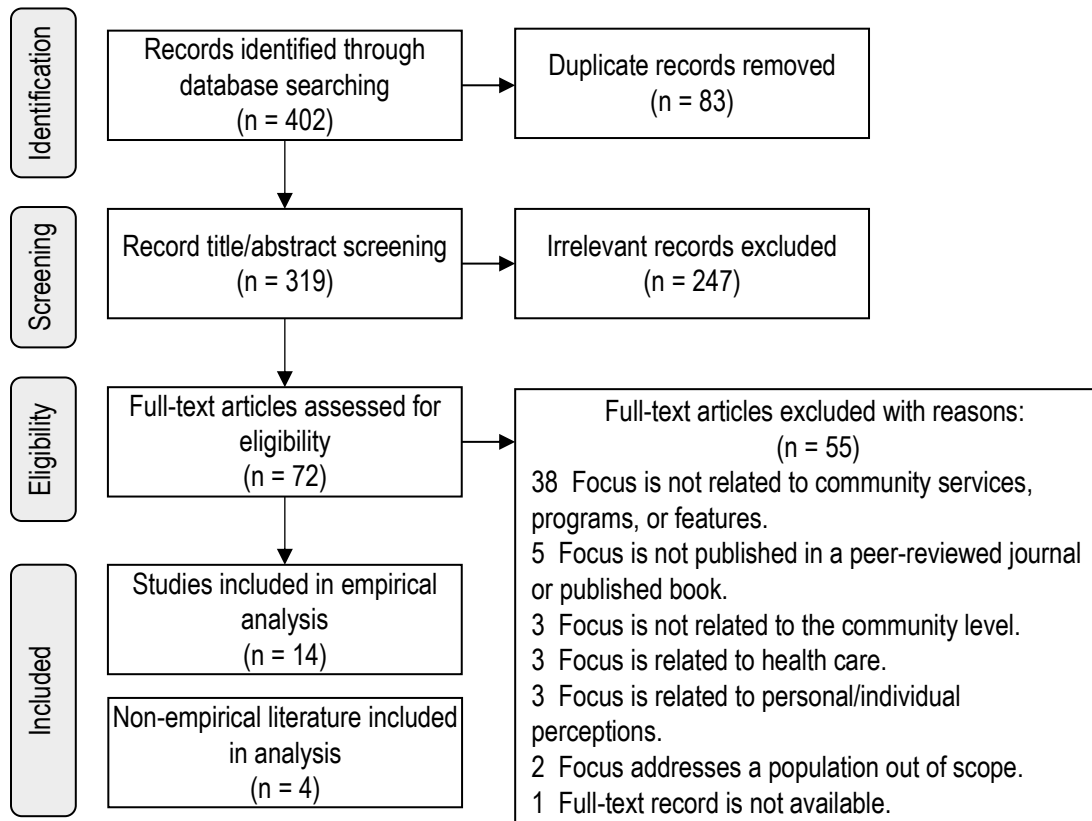 Identification
Records identified through
database searching
(n = 402)
Duplicate records removed
(n = 83)
Screening
Record title/abstract screening
(n = 319)
Irrelevant records excluded
(n = 247)
Eligibility
Full-text articles assessed for
eligibility
(n = 72)
Full-text articles excluded with reasons:
(n = 55)
38 Focus is not related to community services,
programs, or features.
5 Focus is not published in a peer-reviewed journal
or published book.
3 Focus is not related to the community level.
3 Focus is related to health care.
3 Focus is related to personal/individual
perceptions.
2 Focus addresses a population out of scope.
1 Full-text record is not available.
Included
Studies included in empirical
analysis
(n = 14)
Non-empirical literature included
in analysis
(n = 4)